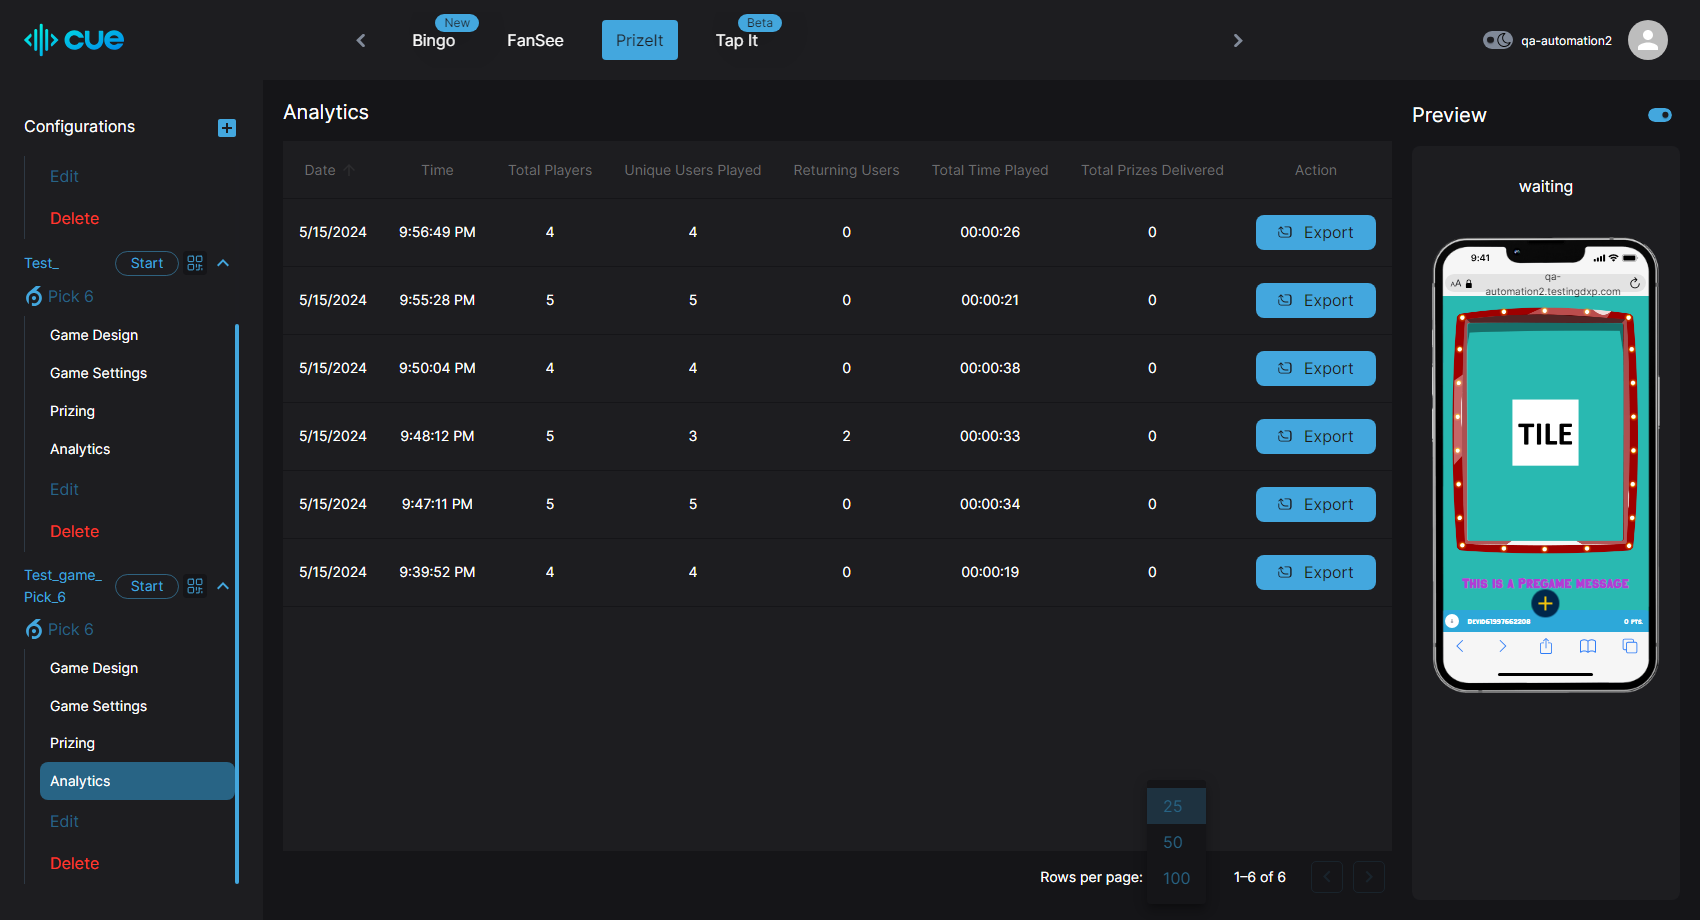 cue
New
Bingo
FanSee
PrizeIt
Beta
Tap It
qa-automation2
Configurations
Edit
Delete
Test_
Start
Pick 6
Game Design
Game Settings
Prizing
Analytics
Edit
Delete
Test_game_
Pick_6
Start
Pick 6
Game Design
Game Settings
Prizing
Analytics
Edit
Delete
Analytics
Date Time Total Players Unique Users Played Returning Users Total Time Played Total Prizes Delivered Action
5/15/2024 9:56:49 PM 4 4 0 00:00:26 0 Export
5/15/2024 9:55:28 PM 5 5 0 00:00:21 0 Export
5/15/2024 9:50:04 PM 4 4 0 00:00:38 0 Export
5/15/2024 9:48:12 PM 5 3 2 00:00:33 0 Export
5/15/2024 9:47:11 PM 5 5 0 00:00:34 0 Export
5/15/2024 9:39:52 PM 4 4 0 00:00:19 0 Export
25
50
100
Rows per page:
1–6 of 6
Preview
waiting
9:41
AA
qa-
automation2.testingdxp.com
TILE
THIS IS A PREGAME MESSAGE
0 PTS.